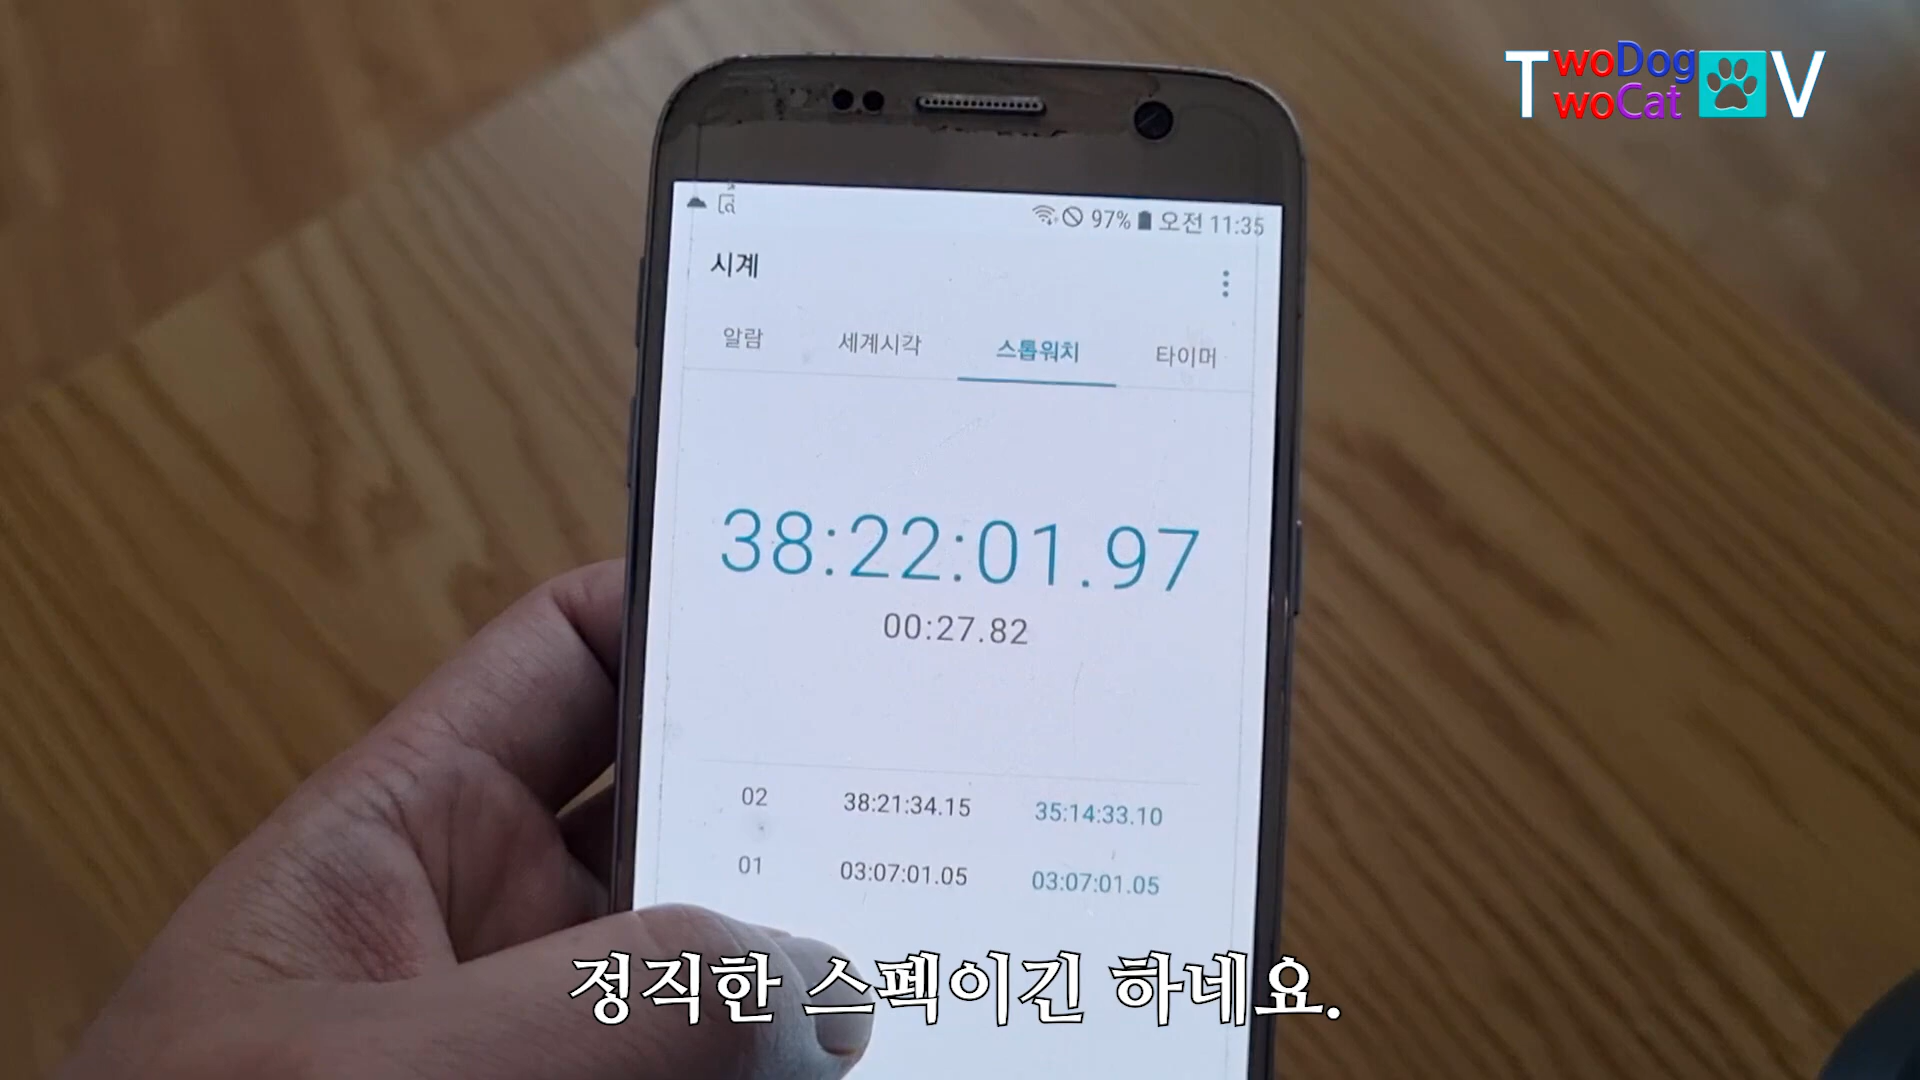 TwoDog
TwoCat V
97% 오전 11:35
시계
알람 세계시각 스톱워치 타이머
38:22:01.97
00:27.82
02 38:21:34.15 35:14:33.10
01 03:07:01.05 03:07:01.05
정직한 스펙이긴 하네요.